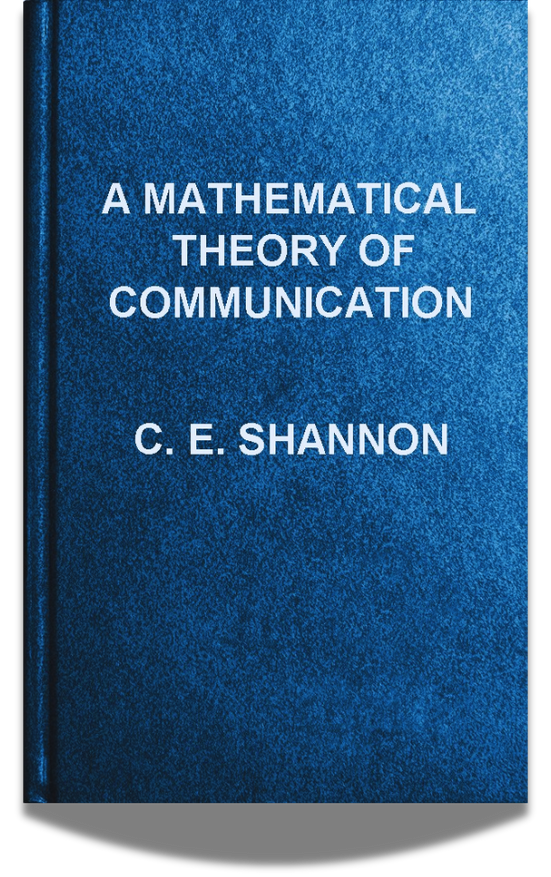 A MATHEMATICAL
THEORY OF
COMMUNICATION
C. E. SHANNON